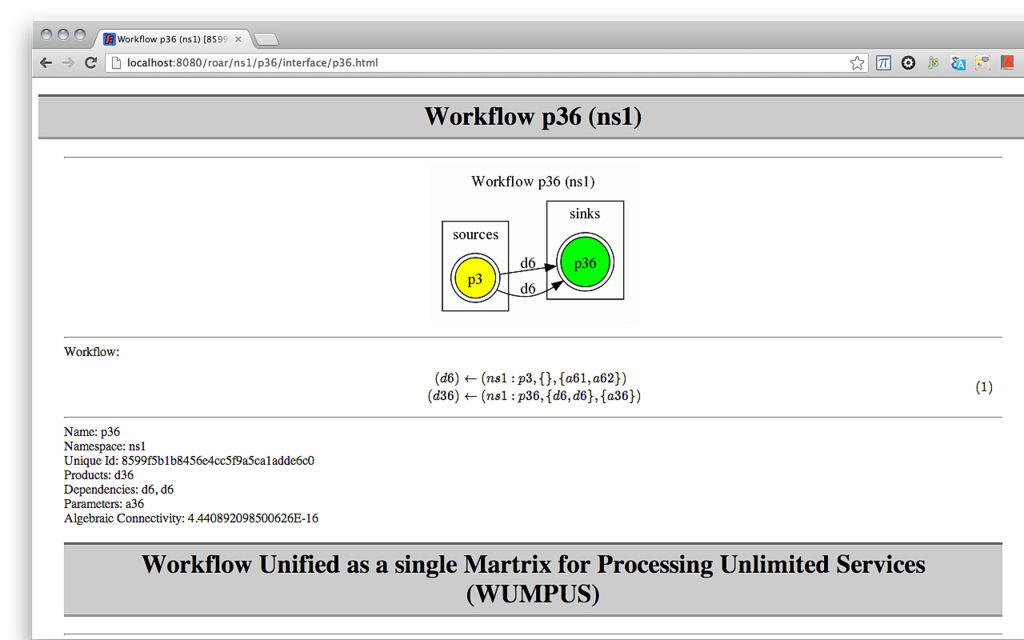 Workflow p36 (ns1) [8599
localhost:8080/roar/ns1/p36/interface/p36.html
Workflow p36 (ns1)
Workflow p36 (ns1)
sinks
sources
d6
p36
p3
d6
Workflow:
(d6) ← (ns1 : p3, {}, {a61, a62})
(d36) ← (ns1 : p36, {d6, d6}, {a36})
(1)
Name: p36
Namespace: ns1
Unique Id: 8599f5b1b8456e4cc5f9a5ca1adde6c0
Products: d36
Dependencies: d6, d6
Parameters: a36
Algebraic Connectivity: 4.440892098500626E-16
Workflow Unified as a single Martrix for Processing Unlimited Services
(WUMPUS)